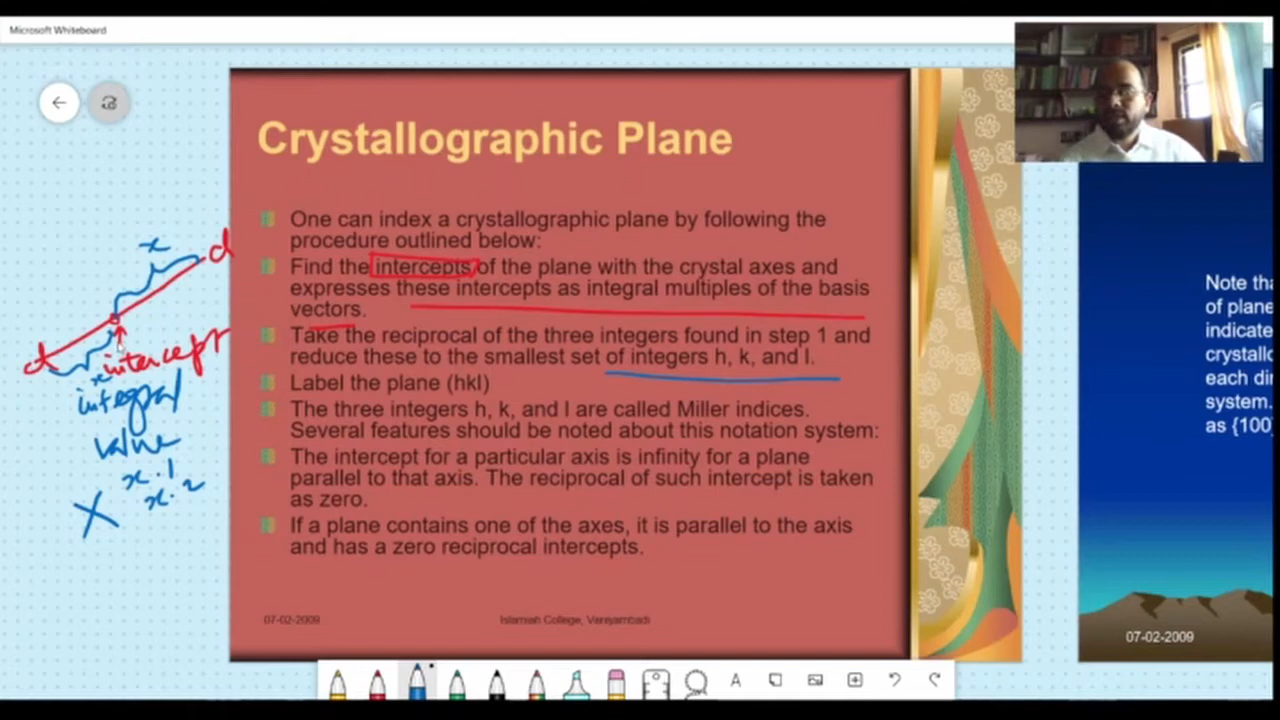 Microsoft Whiteboard
Crystallographic Plane
One can index a crystallographic plane by following the
procedure outlined below:
Find the intercepts of the plane with the crystal axes and
expresses these intercepts as integral multiples of the basis
vectors.
Take the reciprocal of the three integers found in step 1 and
reduce these to the smallest set of integers h, k, and l.
Label the plane (hkl)
The three integers h, k, and l are called Miller indices.
Several features should be noted about this notation system:
The intercept for a particular axis is infinity for a plane
parallel to that axis. The reciprocal of such intercept is taken
as zero.
If a plane contains one of the axes, it is parallel to the axis
and has a zero reciprocal intercepts.
07-02-2009
Islamiah College, Vaniyambadi
x
d
intercept
integral
value
x.1
x.2
X
Note tha
of plane
indicate
crystallo
each dir
system.
as {100}
07-02-2009
A